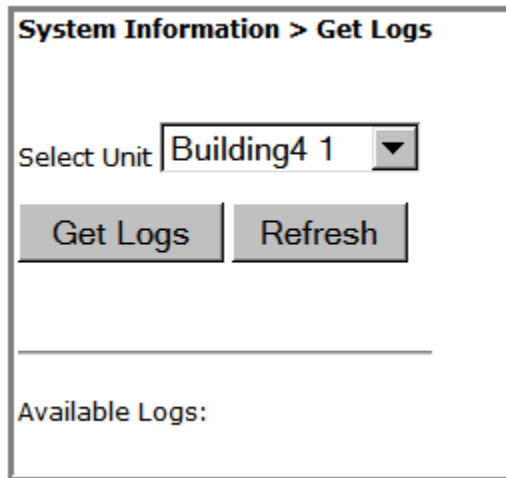 System Information > Get Logs
Select Unit Building4 1
Get Logs Refresh
Available Logs: